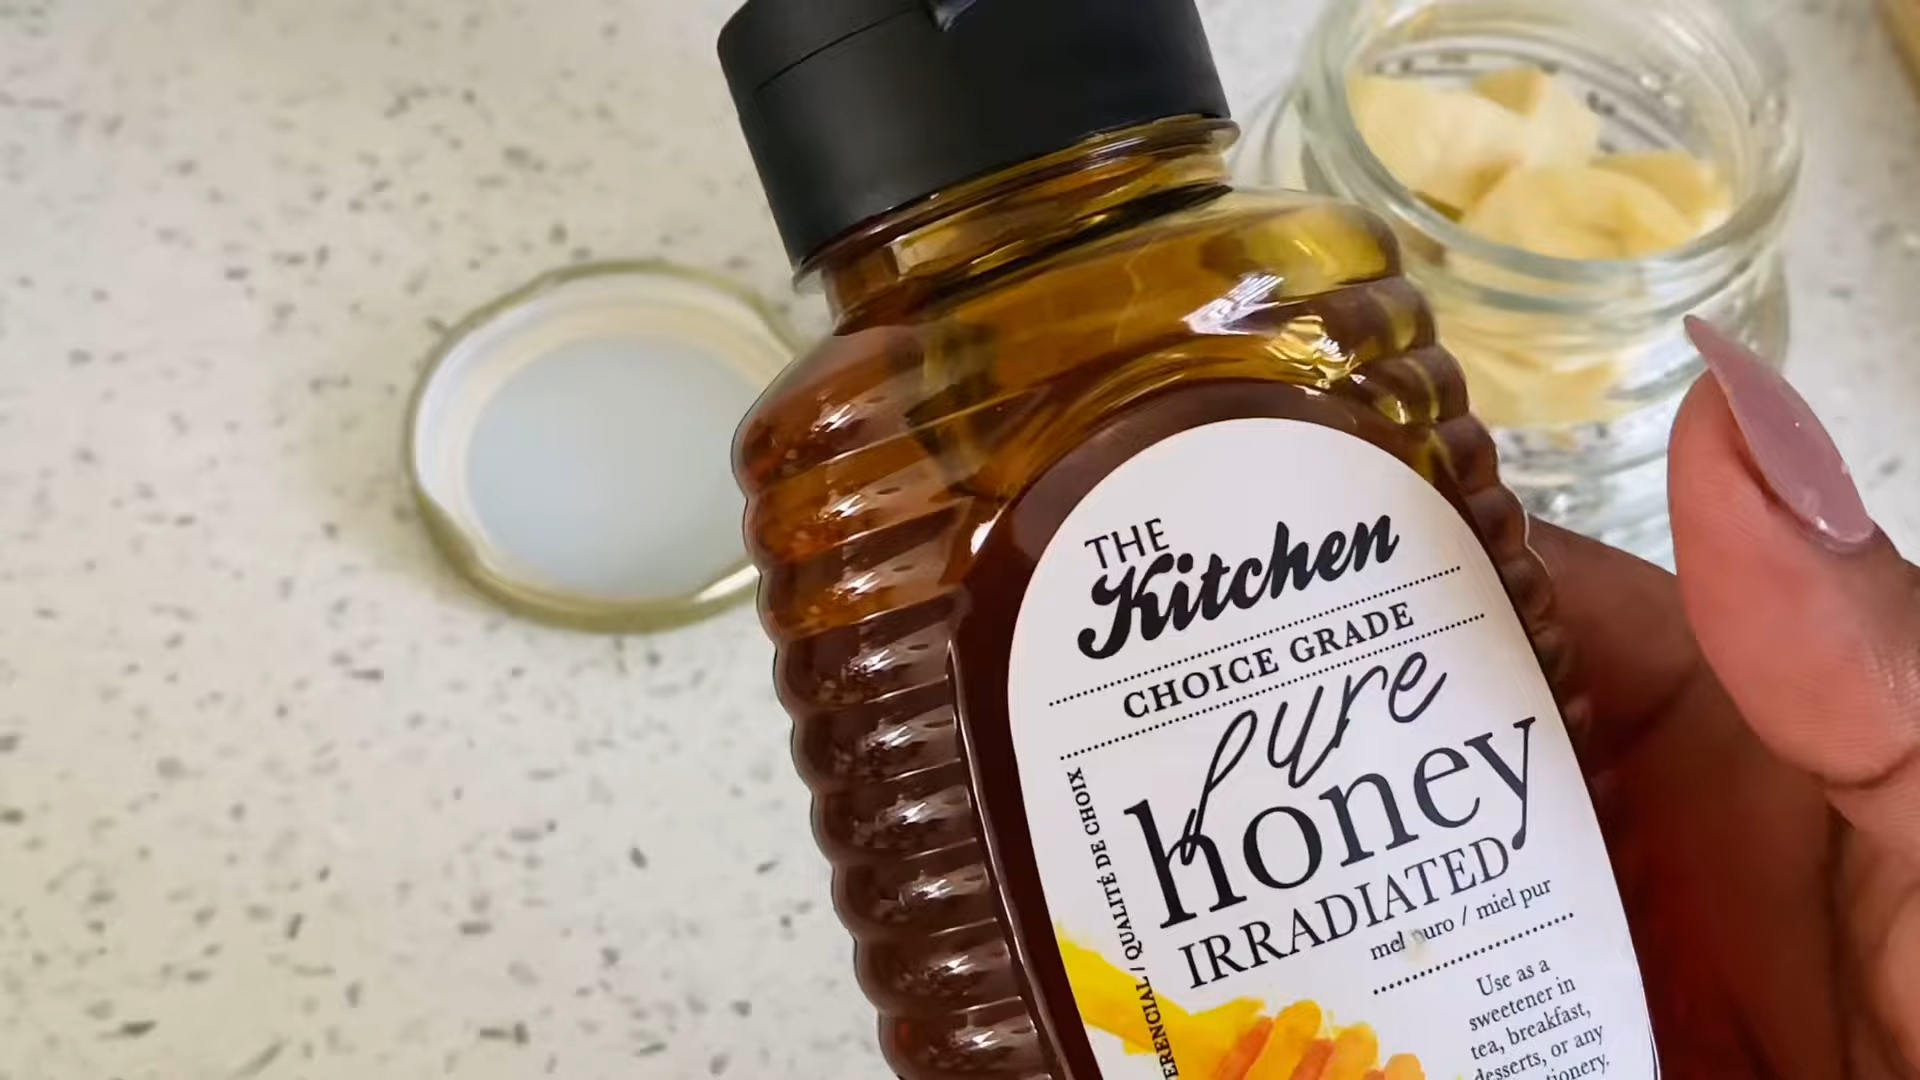 THE
Kitchen
CHOICE GRADE
pure
honey
IRRADIATED
mel puro / miel pur
Use as a
sweetener in
tea, breakfast,
desserts, or any
/ QUALITÉ DE CHOIX